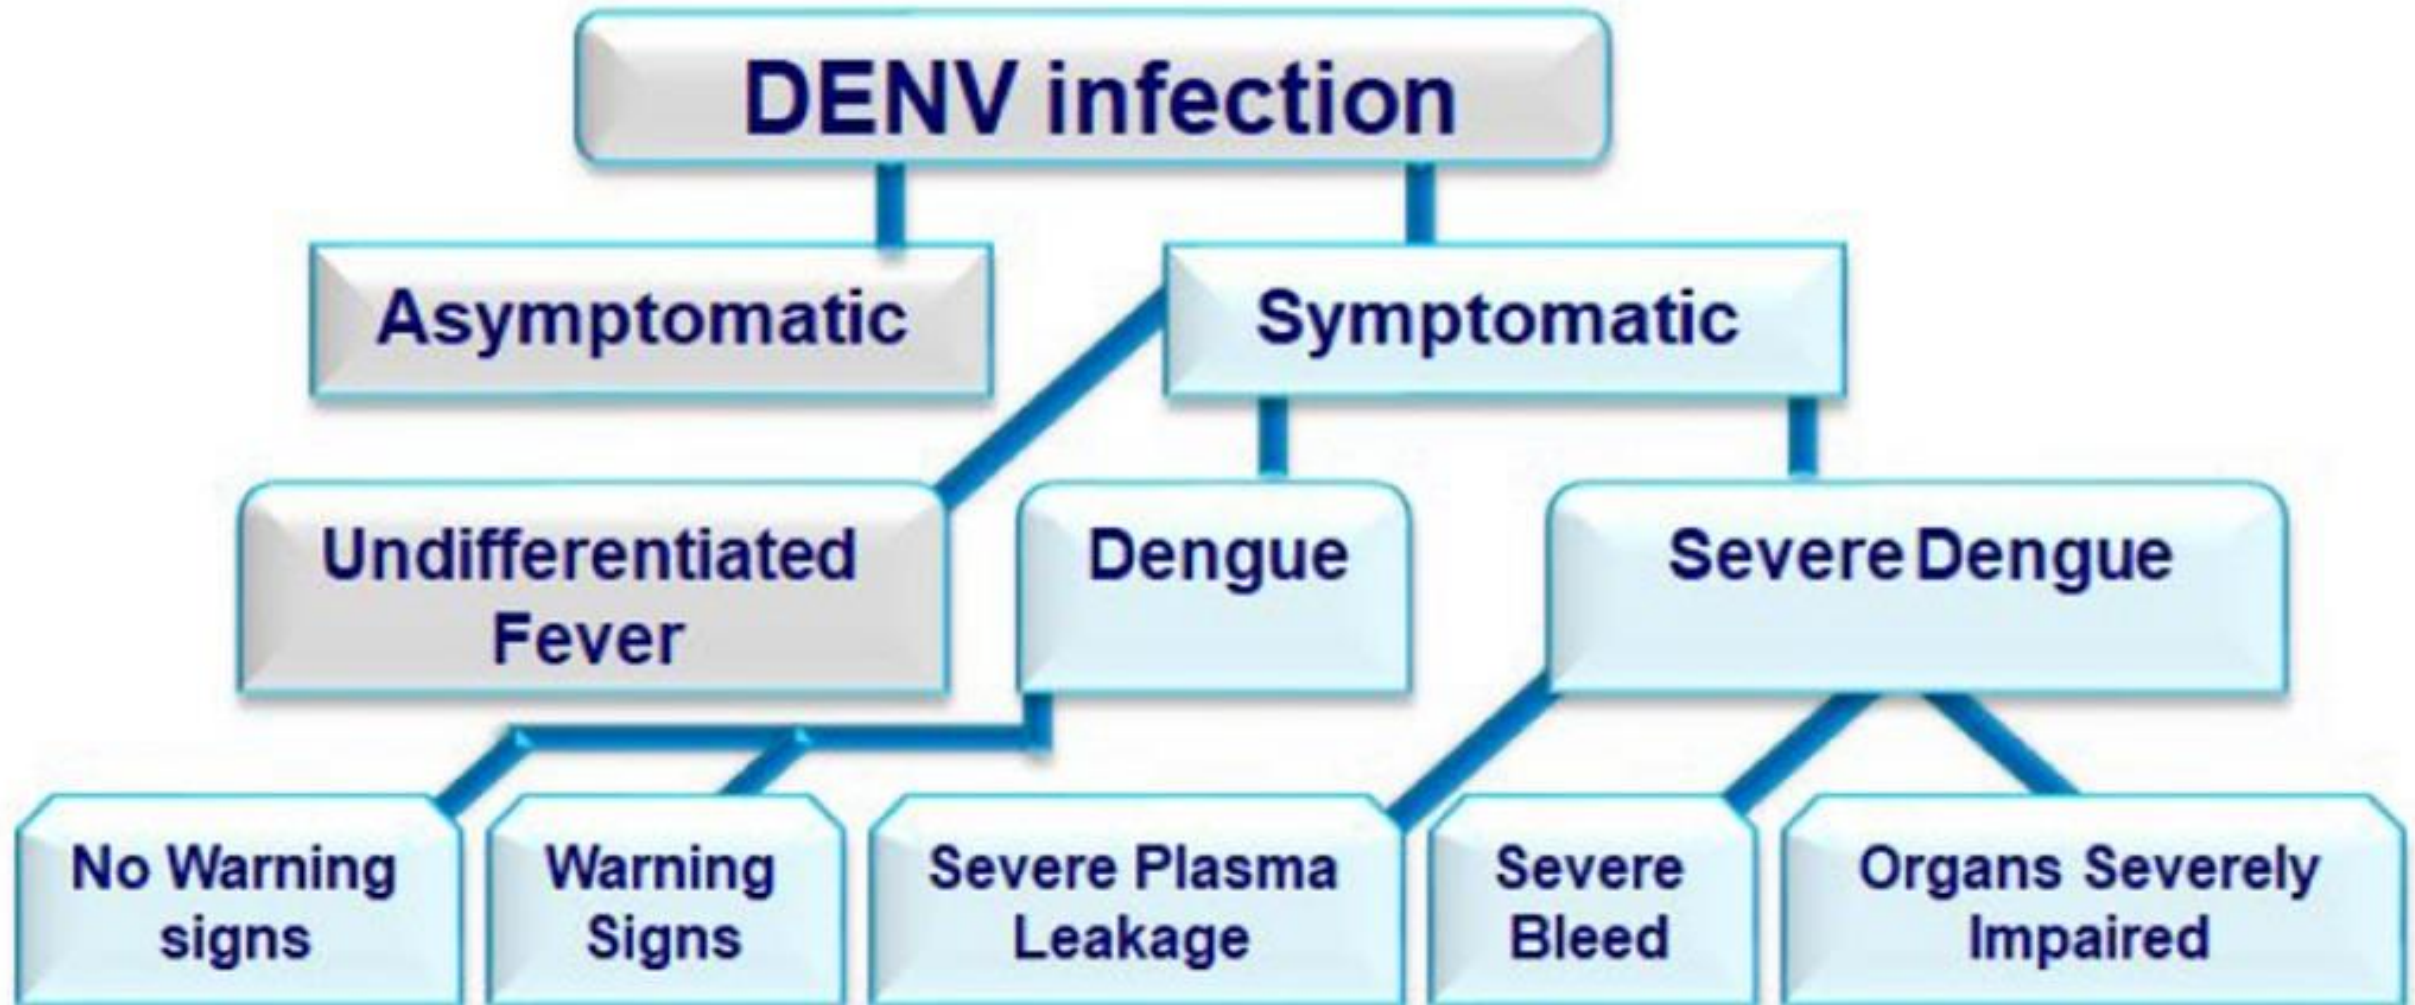 DENV infection
Asymptomatic
Symptomatic
Undifferentiated
Fever
Dengue
Severe Dengue
No Warning
signs
Warning
Signs
Severe Plasma
Leakage
Severe
Bleed
Organs Severely
Impaired